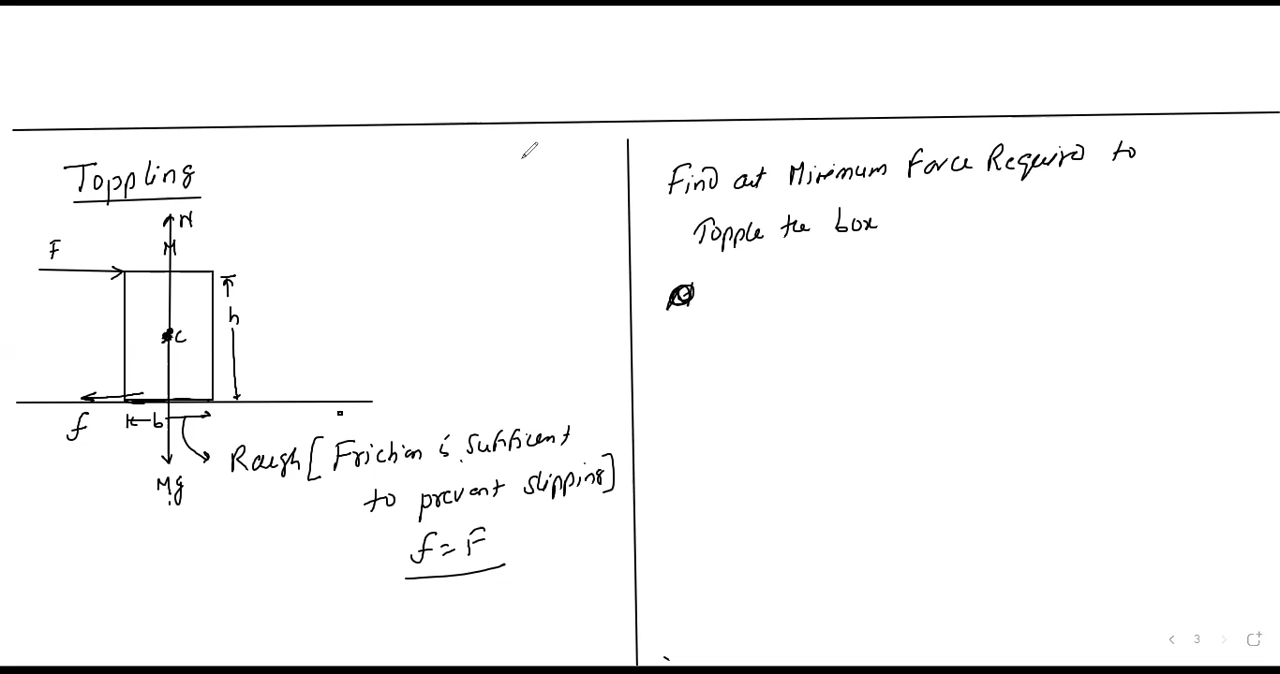 Toppling
N
M
F
h
C
f
b
Mg
Rough [ Friction is sufficient
to prevent slipping]
f = F
Find out Minimum Force Required to
Topple the box
3